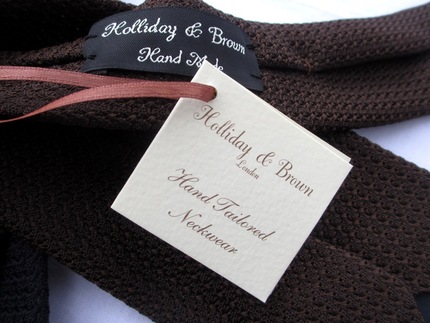 Holliday & Brown
Hand Made
Holliday & Brown
London
Hand Tailored
Neckwear